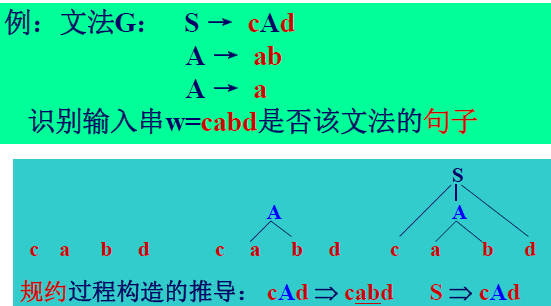 例：文法G： S → cAd
A → ab
A → a
识别输入串w=cabd是否该文法的句子
S
A A
c a b d c a b d c a b d
规约过程构造的推导： cAd ⇒ cabd S ⇒ cAd